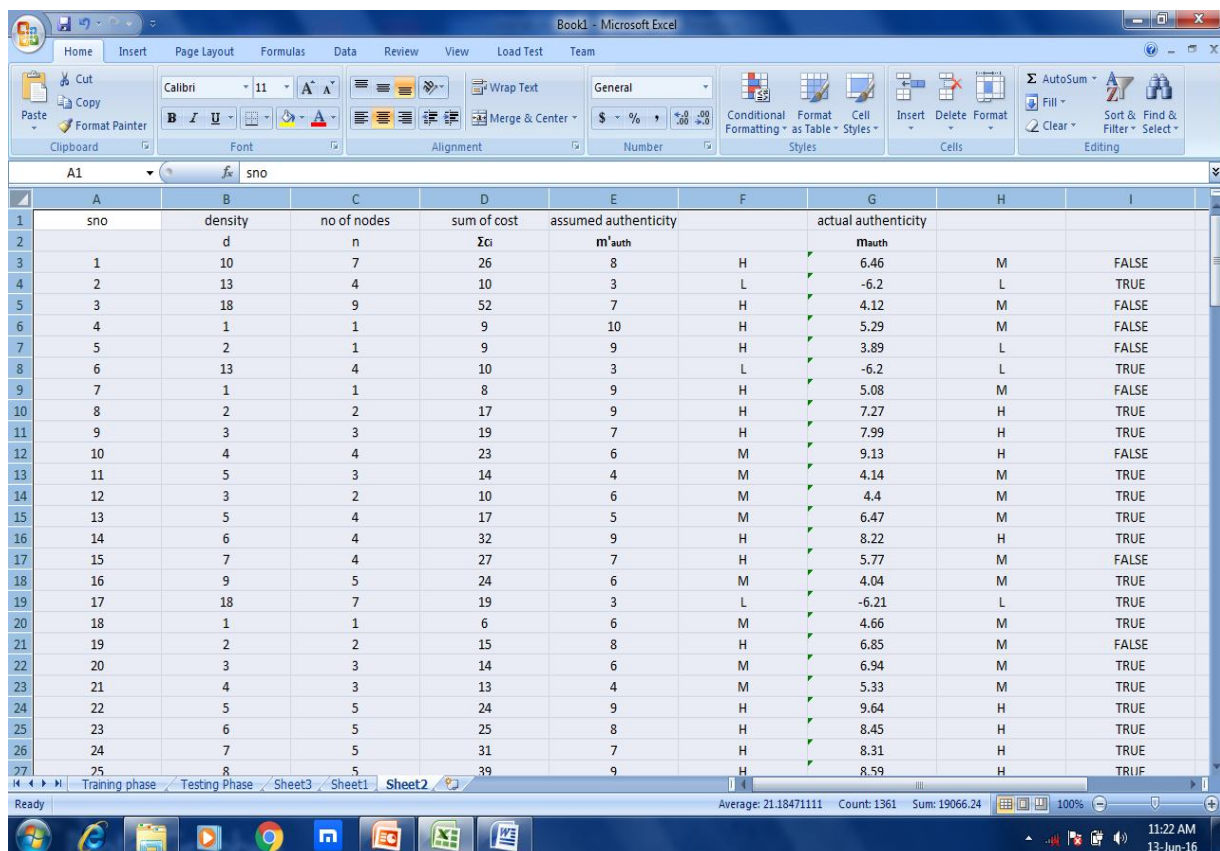 Book1 - Microsoft Excel
Home Insert Page Layout Formulas Data Review View Load Test Team
Cut
Copy
Format Painter
Paste
Clipboard
Calibri 11
B I U
Font
Wrap Text
Merge & Center
Alignment
General
$ % , .00
Number
Conditional Formatting Format as Table Cell Styles
Styles
Insert Delete Format
Cells
Σ AutoSum
Fill
Clear
Sort & Filter Find & Select
Editing
A1 fx sno
A B C D E F G H I
1 sno density no of nodes sum of cost assumed authenticity actual authenticity
2 d n Σci m'auth mauth
3 1 10 7 26 8 H 6.46 M FALSE
4 2 13 4 10 3 L -6.2 L TRUE
5 3 18 9 52 7 H 4.12 M FALSE
6 4 1 1 9 10 H 5.29 M FALSE
7 5 2 1 9 9 H 3.89 L FALSE
8 6 13 4 10 3 L -6.2 L TRUE
9 7 1 1 8 9 H 5.08 M FALSE
10 8 2 2 17 9 H 7.27 H TRUE
11 9 3 3 19 7 H 7.99 H TRUE
12 10 4 4 23 6 M 9.13 H FALSE
13 11 5 3 14 4 M 4.14 M TRUE
14 12 3 2 10 6 M 4.4 M TRUE
15 13 5 4 17 5 M 6.47 M TRUE
16 14 6 4 32 9 H 8.22 H TRUE
17 15 7 4 27 7 H 5.77 M FALSE
18 16 9 5 24 6 M 4.04 M TRUE
19 17 18 7 19 3 L -6.21 L TRUE
20 18 1 1 6 6 M 4.66 M TRUE
21 19 2 2 15 8 H 6.85 M FALSE
22 20 3 3 14 6 M 6.94 M TRUE
23 21 4 3 13 4 M 5.33 M TRUE
24 22 5 5 24 9 H 9.64 H TRUE
25 23 6 5 25 8 H 8.45 H TRUE
26 24 7 5 31 7 H 8.31 H TRUE
27 25 8 5 39 9 H 8.59 H TRUE
Training phase Testing Phase Sheet3 Sheet1 Sheet2
Ready Average: 21.18471111 Count: 1361 Sum: 19066.24 100%
11:22 AM
13-Jun-16